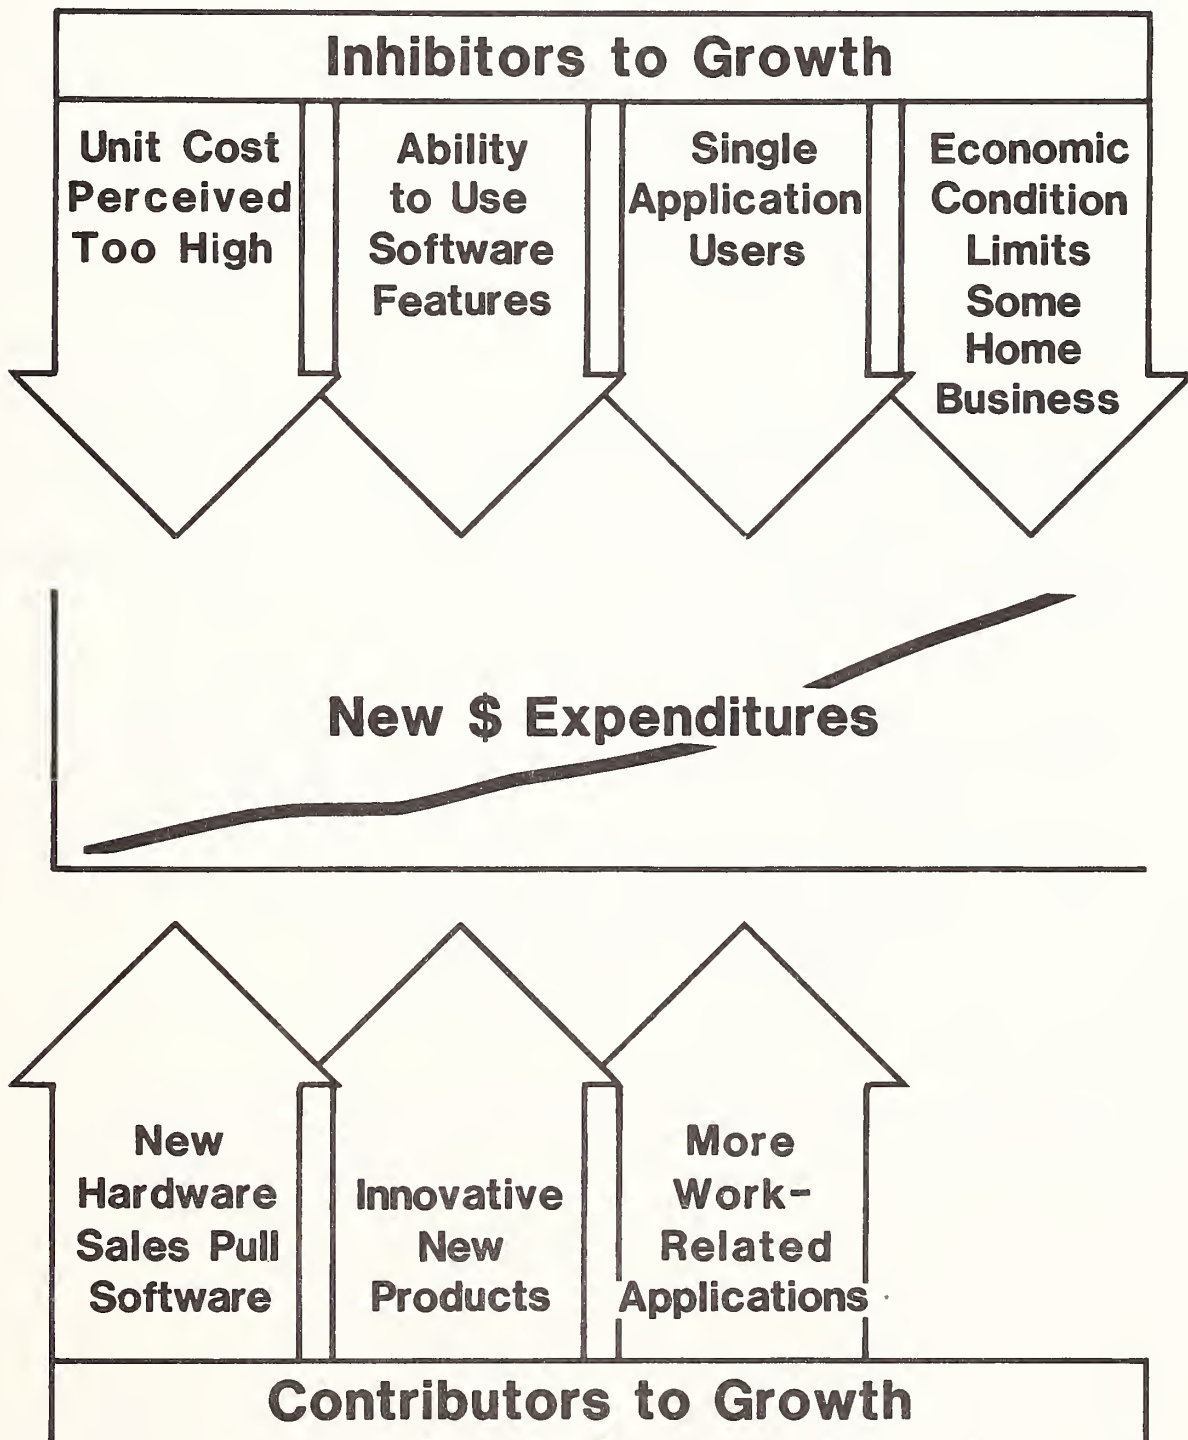 Inhibitors to Growth
Unit Cost
Perceived
Too High
Ability
to Use
Software
Features
Single
Application
Users
Economic
Condition
Limits
Some
Home
Business
New $ Expenditures
New
Hardware
Sales Pull
Software
Innovative
New
Products
More
Work-
Related
Applications
Contributors to Growth